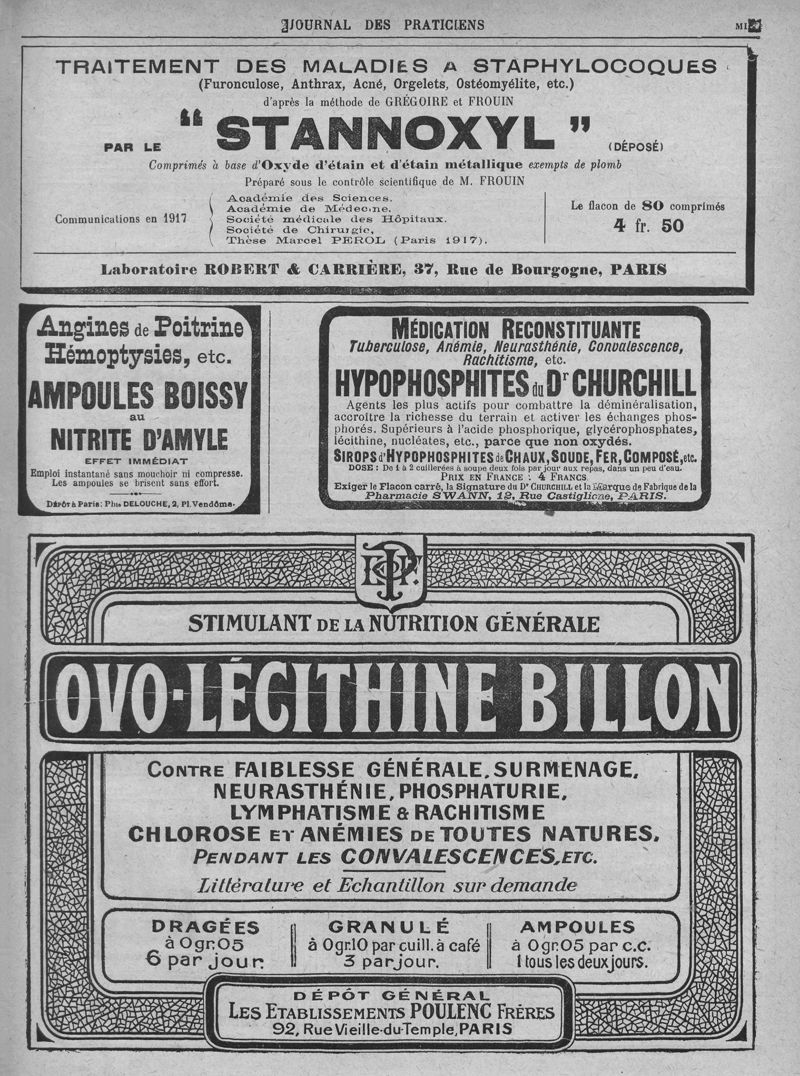 JOURNAL DES PRATICIENS
TRAITEMENT DES MALADIES A STAPHYLOCOQUES
(Furonculose, Anthrax, Acné, Orgelets, Ostéomyélite, etc.)
d'après la méthode de GRÉGOIRE et FROUIN
PAR LE “ STANNOXYL ” (DÉPOSÉ)
Comprimés à base d'Oxyde d'étain et d'étain métallique exempts de plomb
Préparé sous le contrôle scientifique de M. FROUIN
Communications en 1917
Académie des Sciences.
Académie de Médecine.
Société médicale des Hôpitaux.
Société de Chirurgie,
Thèse Marcel PEROL (Paris 1917).
Le flacon de 80 comprimés
4 fr. 50
Laboratoire ROBERT & CARRIÈRE, 37, Rue de Bourgogne, PARIS
Angines de Poitrine
Hémoptysies, etc.
AMPOULES BOISSY
au
NITRITE D'AMYLE
EFFET IMMÉDIAT
Emploi instantané sans mouchoir ni compresse.
Les ampoules se brisent sans effort.
Dépôt à Paris: Phie DELOUCHE, 2, Pl. Vendôme.
MÉDICATION RECONSTITUANTE
Tuberculose, Anémie, Neurasthénie, Convalescence,
Rachitisme, etc.
HYPOPHOSPHITES du Dr CHURCHILL
Agents les plus actifs pour combattre la déminéralisation,
accroître la richesse du terrain et activer les échanges phos-
phorés. Supérieurs à l'acide phosphorique, glycérophosphates,
lécithine, nucléates, etc., parce que non oxydés.
SIROPS d'HYPOPHOSPHITES de CHAUX, SOUDE, FER, COMPOSÉ, etc.
DOSE : De 1 à 2 cuillerées à soupe deux fois par jour aux repas, dans un peu d'eau.
PRIX EN FRANCE : 4 FRANCS
Exiger le Flacon carré, la Signature du Dr CHURCHILL et la Marque de Fabrique de la
Pharmacie SWANN, 12, Rue Castiglione, PARIS.
STIMULANT DE LA NUTRITION GÉNÉRALE
OVO-LÉCITHINE BILLON
CONTRE FAIBLESSE GÉNÉRALE, SURMENAGE,
NEURASTHÉNIE, PHOSPHATURIE,
LYMPHATISME & RACHITISME
CHLOROSE ET ANÉMIES DE TOUTES NATURES.
PENDANT LES CONVALESCENCES, ETC.
Littérature et Echantillon sur demande
DRAGÉES
à 0gr.05
6 par jour.
GRANULÉ
à 0gr.10 par cuill. à café
3 par jour.
AMPOULES
à 0gr.05 par c.c.
1 tous les deux jours.
DÉPÔT GÉNÉRAL
LES ETABLISSEMENTS POULENC FRÈRES
92, Rue Vieille-du-Temple, PARIS